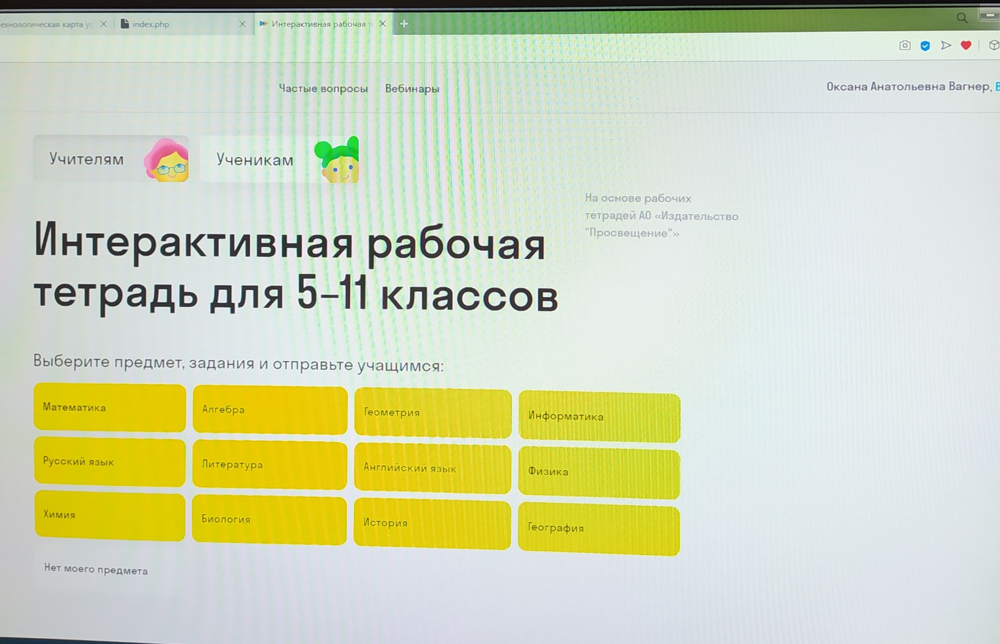 ехнологическая карта у
index.php
Интерактивная рабочая т
Частые вопросы Вебинары
Оксана Анатольевна Вагнер, В
Учителям
Ученикам
На основе рабочих
тетрадей АО «Издательство
"Просвещение"»
Интерактивная рабочая
тетрадь для 5–11 классов
Выберите предмет, задания и отправьте учащимся:
Математика
Алгебра
Геометрия
Информатика
Русский язык
Литература
Английский язык
Физика
Химия
Биология
История
География
Нет моего предмета